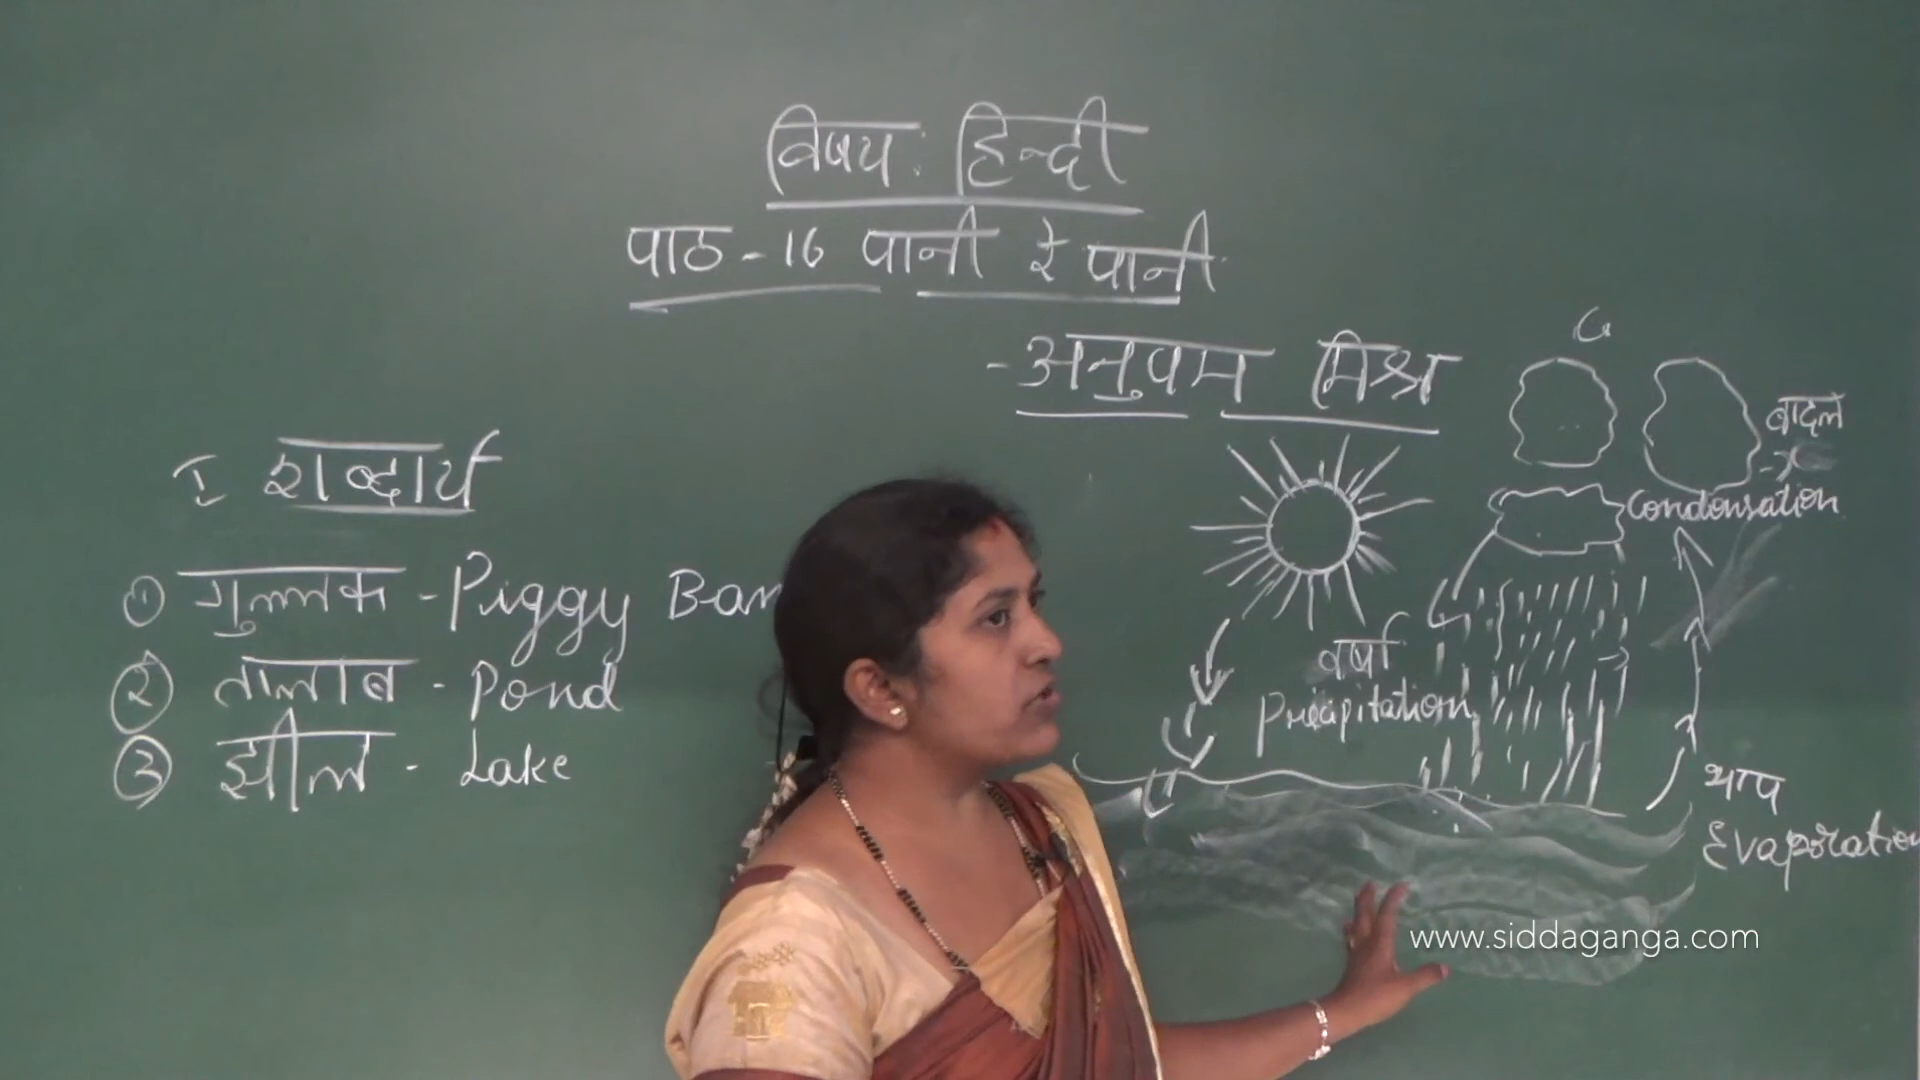 विषय: हिन्दी
पाठ - 16 पानी रे पानी
- अनुपम मिश्र
I शब्दार्थ
① गुल्लक - Piggy Ban
② तालाब - Pond
③ झील - Lake
बादल
Condensation
वर्षा
Precipitation
भाप
Evaporation
www.siddaganga.com